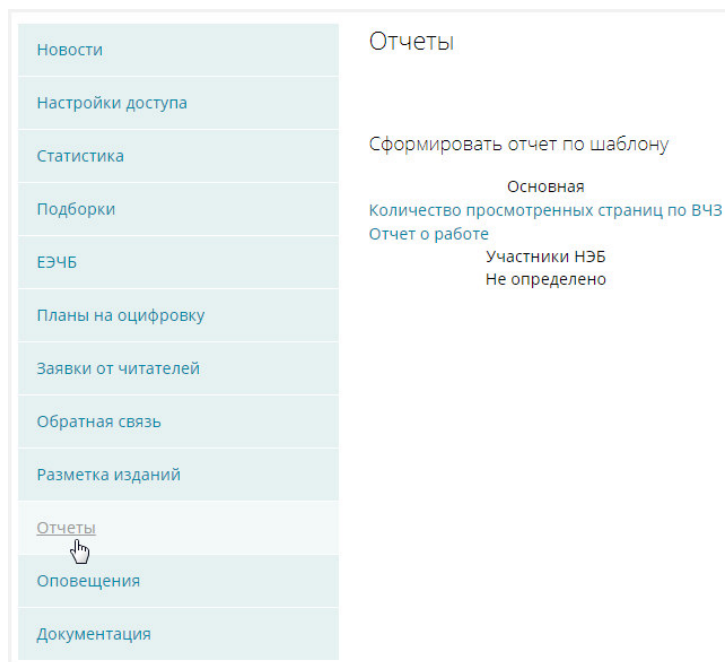 Новости
Настройки доступа
Статистика
Подборки
ЕЭЧБ
Планы на оцифровку
Заявки от читателей
Обратная связь
Разметка изданий
Отчеты
Оповещения
Документация
Отчеты
Сформировать отчет по шаблону
Основная
Количество просмотренных страниц по ВЧЗ
Отчет о работе
Участники НЭБ
Не определено